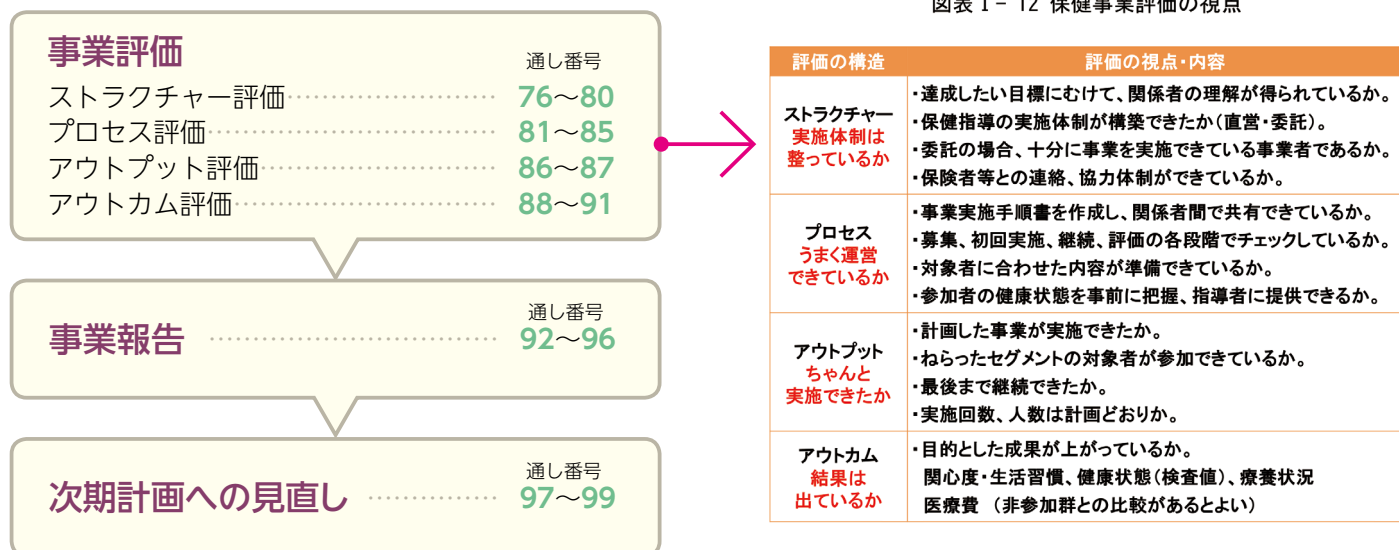 事業評価
通し番号
ストラクチャー評価 76〜80
プロセス評価 81〜85
アウトプット評価 86〜87
アウトカム評価 88〜91
通し番号
事業報告 92〜96
通し番号
次期計画への見直し 97〜99
図表Ⅰ- 12 保健事業評価の視点
評価の構造 評価の視点・内容
ストラクチャー
実施体制は
整っているか
・達成したい目標にむけて、関係者の理解が得られているか。
・保健指導の実施体制が構築できたか(直営・委託)。
・委託の場合、十分に事業を実施できている事業者であるか。
・保険者等との連絡、協力体制ができているか。
プロセス
うまく運営
できているか
・事業実施手順書を作成し、関係者間で共有できているか。
・募集、初回実施、継続、評価の各段階でチェックしているか。
・対象者に合わせた内容が準備できているか。
・参加者の健康状態を事前に把握、指導者に提供できるか。
アウトプット
ちゃんと
実施できたか
・計画した事業が実施できたか。
・ねらったセグメントの対象者が参加できているか。
・最後まで継続できたか。
・実施回数、人数は計画どおりか。
アウトカム
結果は
出ているか
・目的とした成果が上がっているか。
関心度・生活習慣、健康状態(検査値)、療養状況
医療費 (非参加群との比較があるとよい)